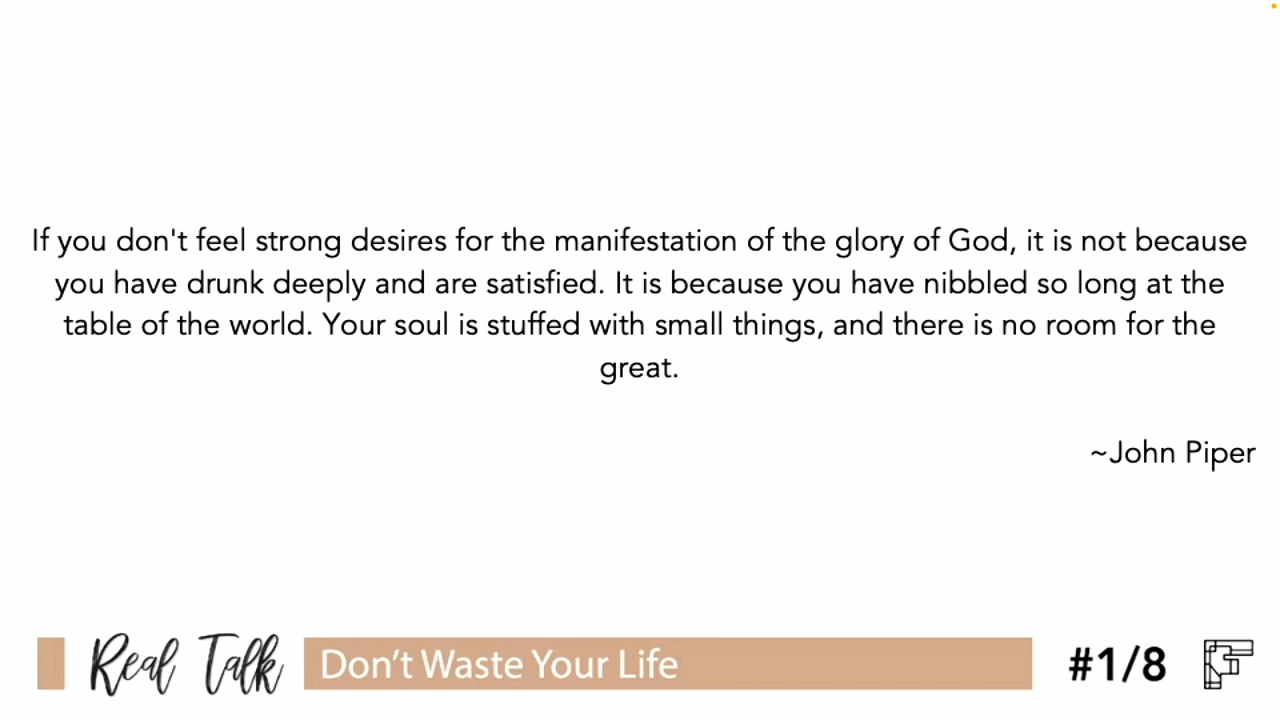 If you don't feel strong desires for the manifestation of the glory of God, it is not because
you have drunk deeply and are satisfied. It is because you have nibbled so long at the
table of the world. Your soul is stuffed with small things, and there is no room for the
great.
~John Piper
Real Talk
Don't Waste Your Life
#1/8